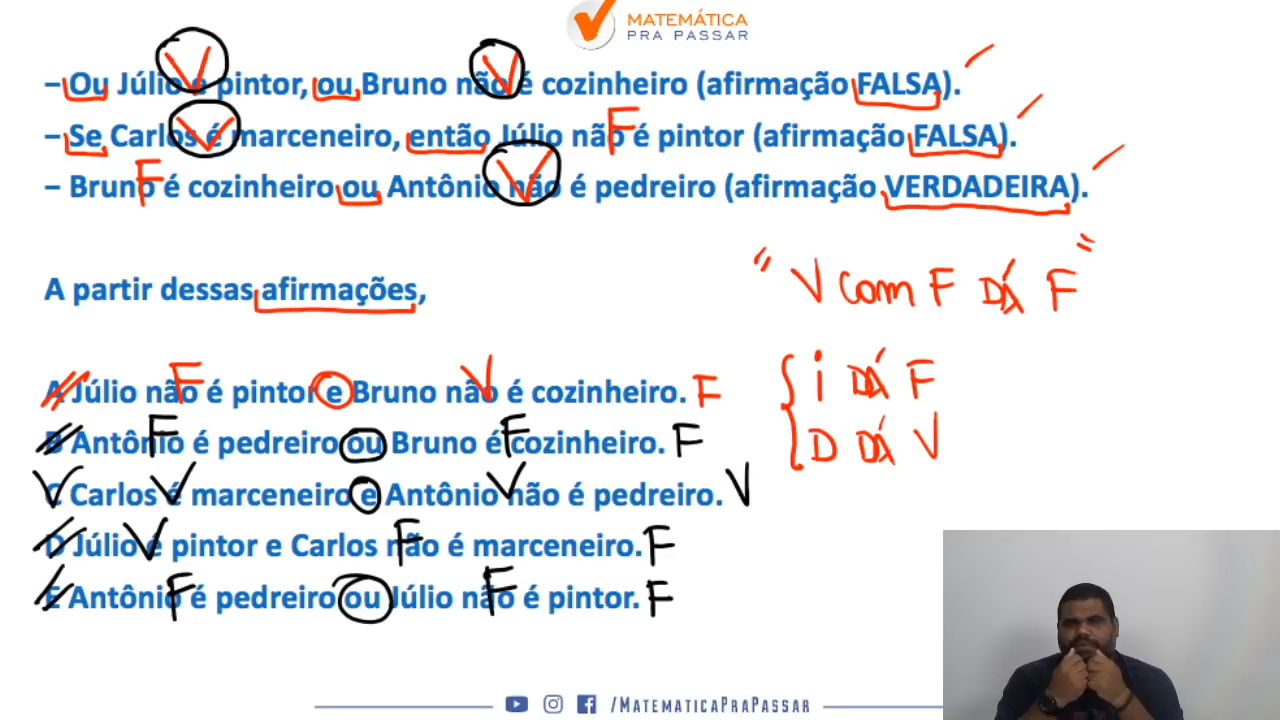 MATEMÁTICA
PRA PASSAR
V V
– Ou Júlio é pintor, ou Bruno não é cozinheiro (afirmação FALSA).
V F
– Se Carlos é marceneiro, então Júlio não é pintor (afirmação FALSA).
F V
– Bruno é cozinheiro ou Antônio não é pedreiro (afirmação VERDADEIRA).
" V com F DÁ F "
A partir dessas afirmações,
i DÁ F
D DÁ V
F V F
A Júlio não é pintor e Bruno não é cozinheiro.
F F F
B Antônio é pedreiro ou Bruno é cozinheiro.
V V V V
C Carlos é marceneiro e Antônio não é pedreiro.
V F F
D Júlio é pintor e Carlos não é marceneiro.
F F F
E Antônio é pedreiro ou Júlio não é pintor.
/MATEMATICAPRAPASSAR